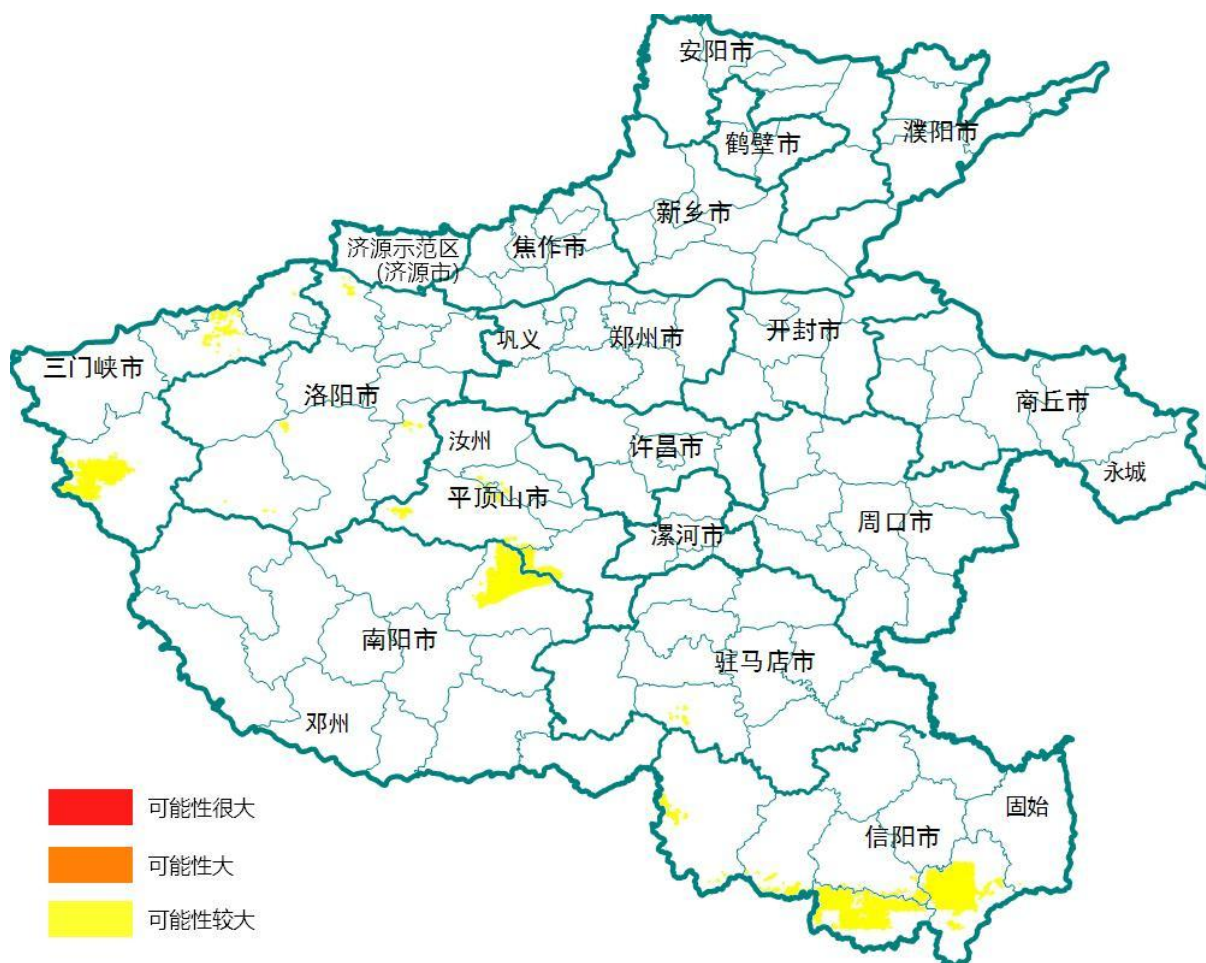 安阳市
濮阳市
鹤壁市
新乡市
济源示范区
(济源市)
焦作市
巩义
郑州市
开封市
三门峡市
洛阳市
商丘市
汝州
许昌市
永城
平顶山市
周口市
漯河市
南阳市
驻马店市
邓州
固始
信阳市
可能性很大
可能性大
可能性较大